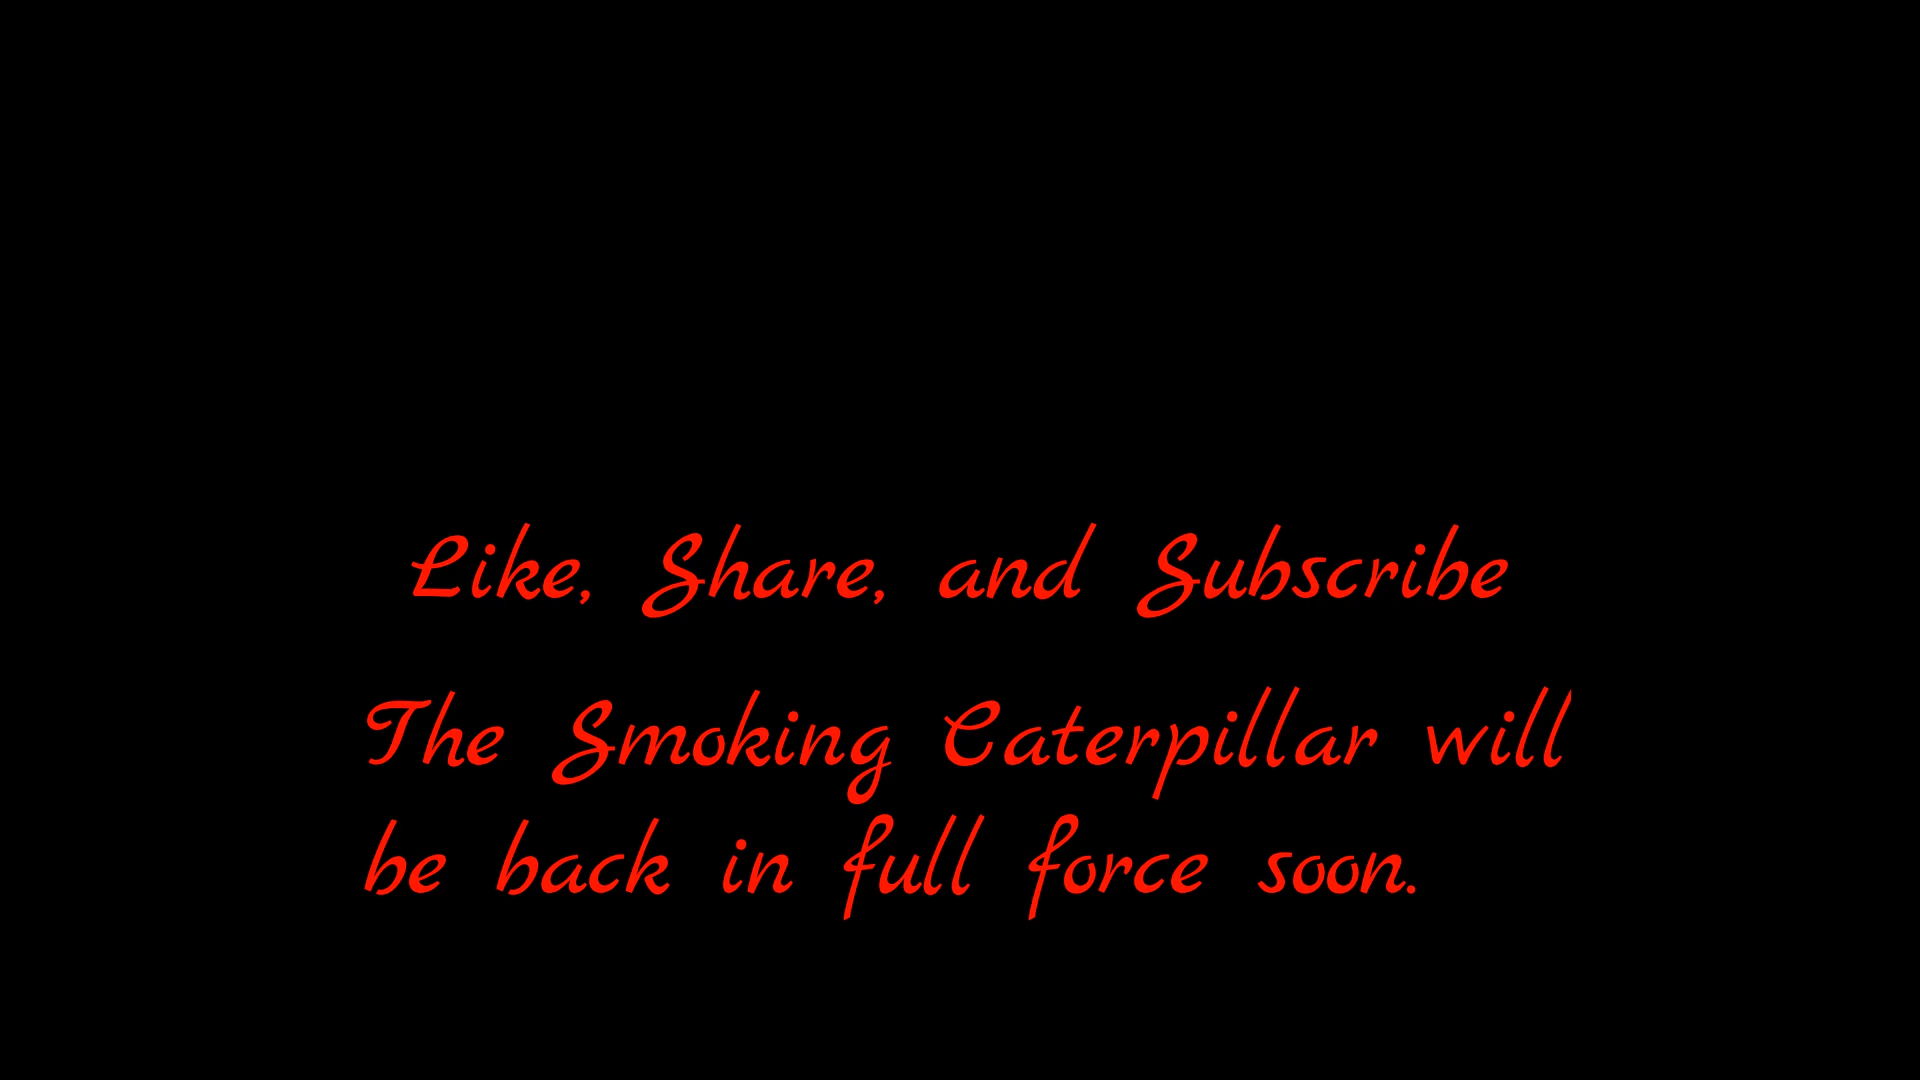 Like, Share, and Subscribe
The Smoking Caterpillar will
be back in full force soon.